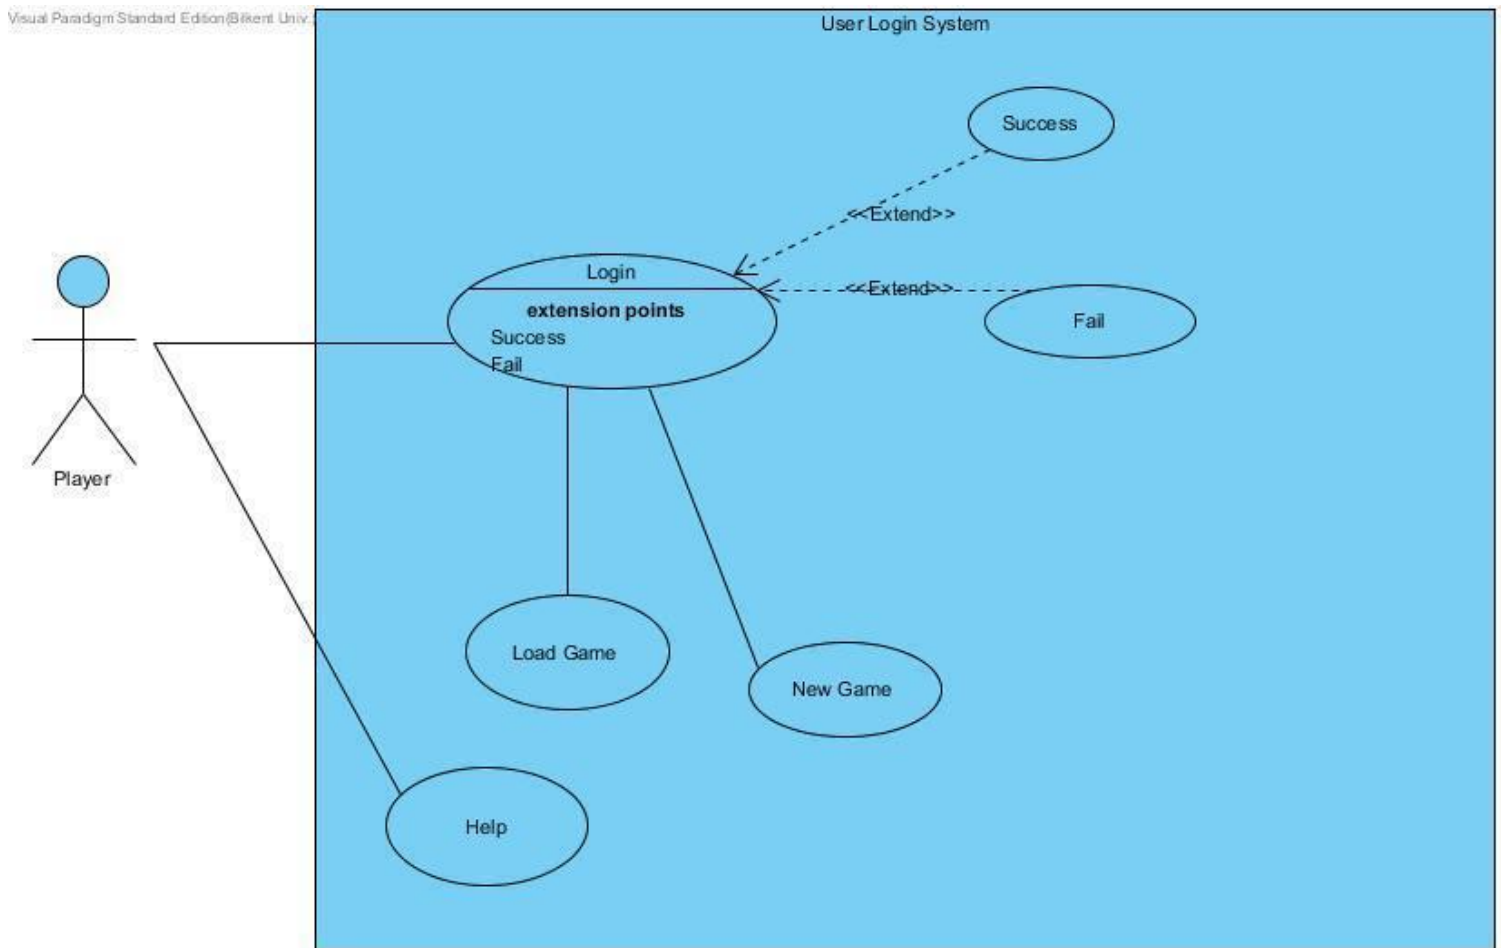 Visual Paradigm Standard Edition(Bilkent Univ.
User Login System
Success
<<Extend>>
Login
<<Extend>>
extension points
Success
Fail
Fail
Player
Load Game
New Game
Help